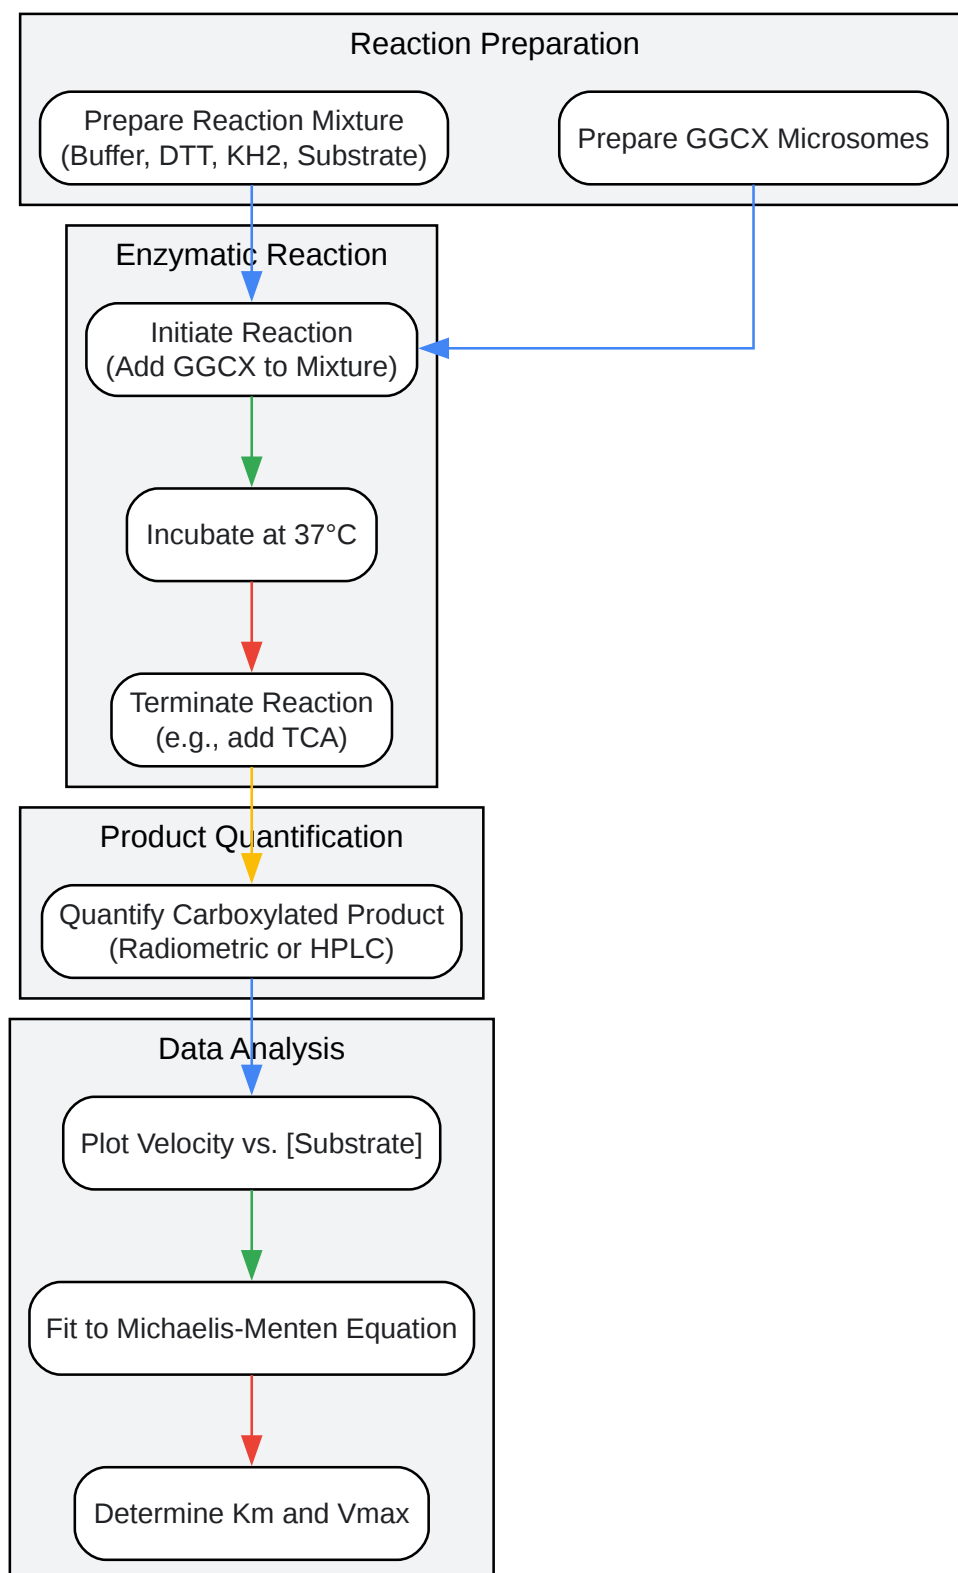 Reaction Preparation
Prepare Reaction Mixture
(Buffer, DTT, KH2, Substrate)
Prepare GGCX Microsomes
Enzymatic Reaction
Initiate Reaction
(Add GGCX to Mixture)
Incubate at 37°C
Terminate Reaction
(e.g., add TCA)
Product Quantification
Quantify Carboxylated Product
(Radiometric or HPLC)
Data Analysis
Plot Velocity vs. [Substrate]
Fit to Michaelis-Menten Equation
Determine Km and Vmax